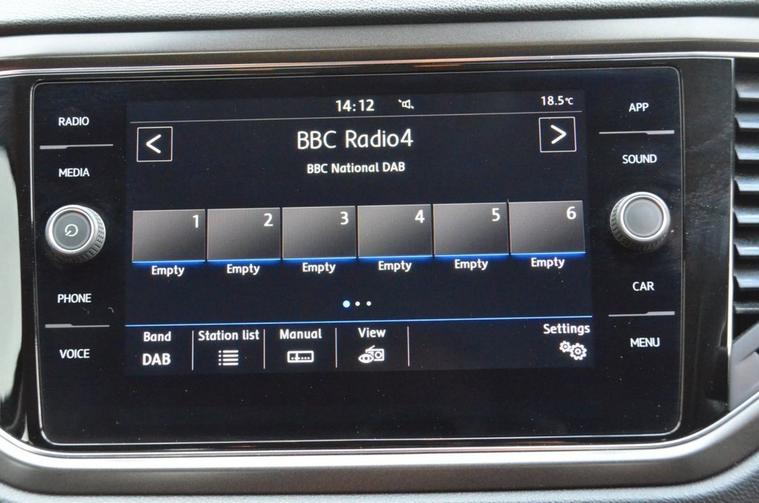 RADIO
MEDIA
PHONE
VOICE
14:12 18.5°C
BBC Radio4
BBC National DAB
1 2 3 4 5 6
Empty Empty Empty Empty Empty Empty
Band Station list Manual View Settings
DAB
APP
SOUND
CAR
MENU